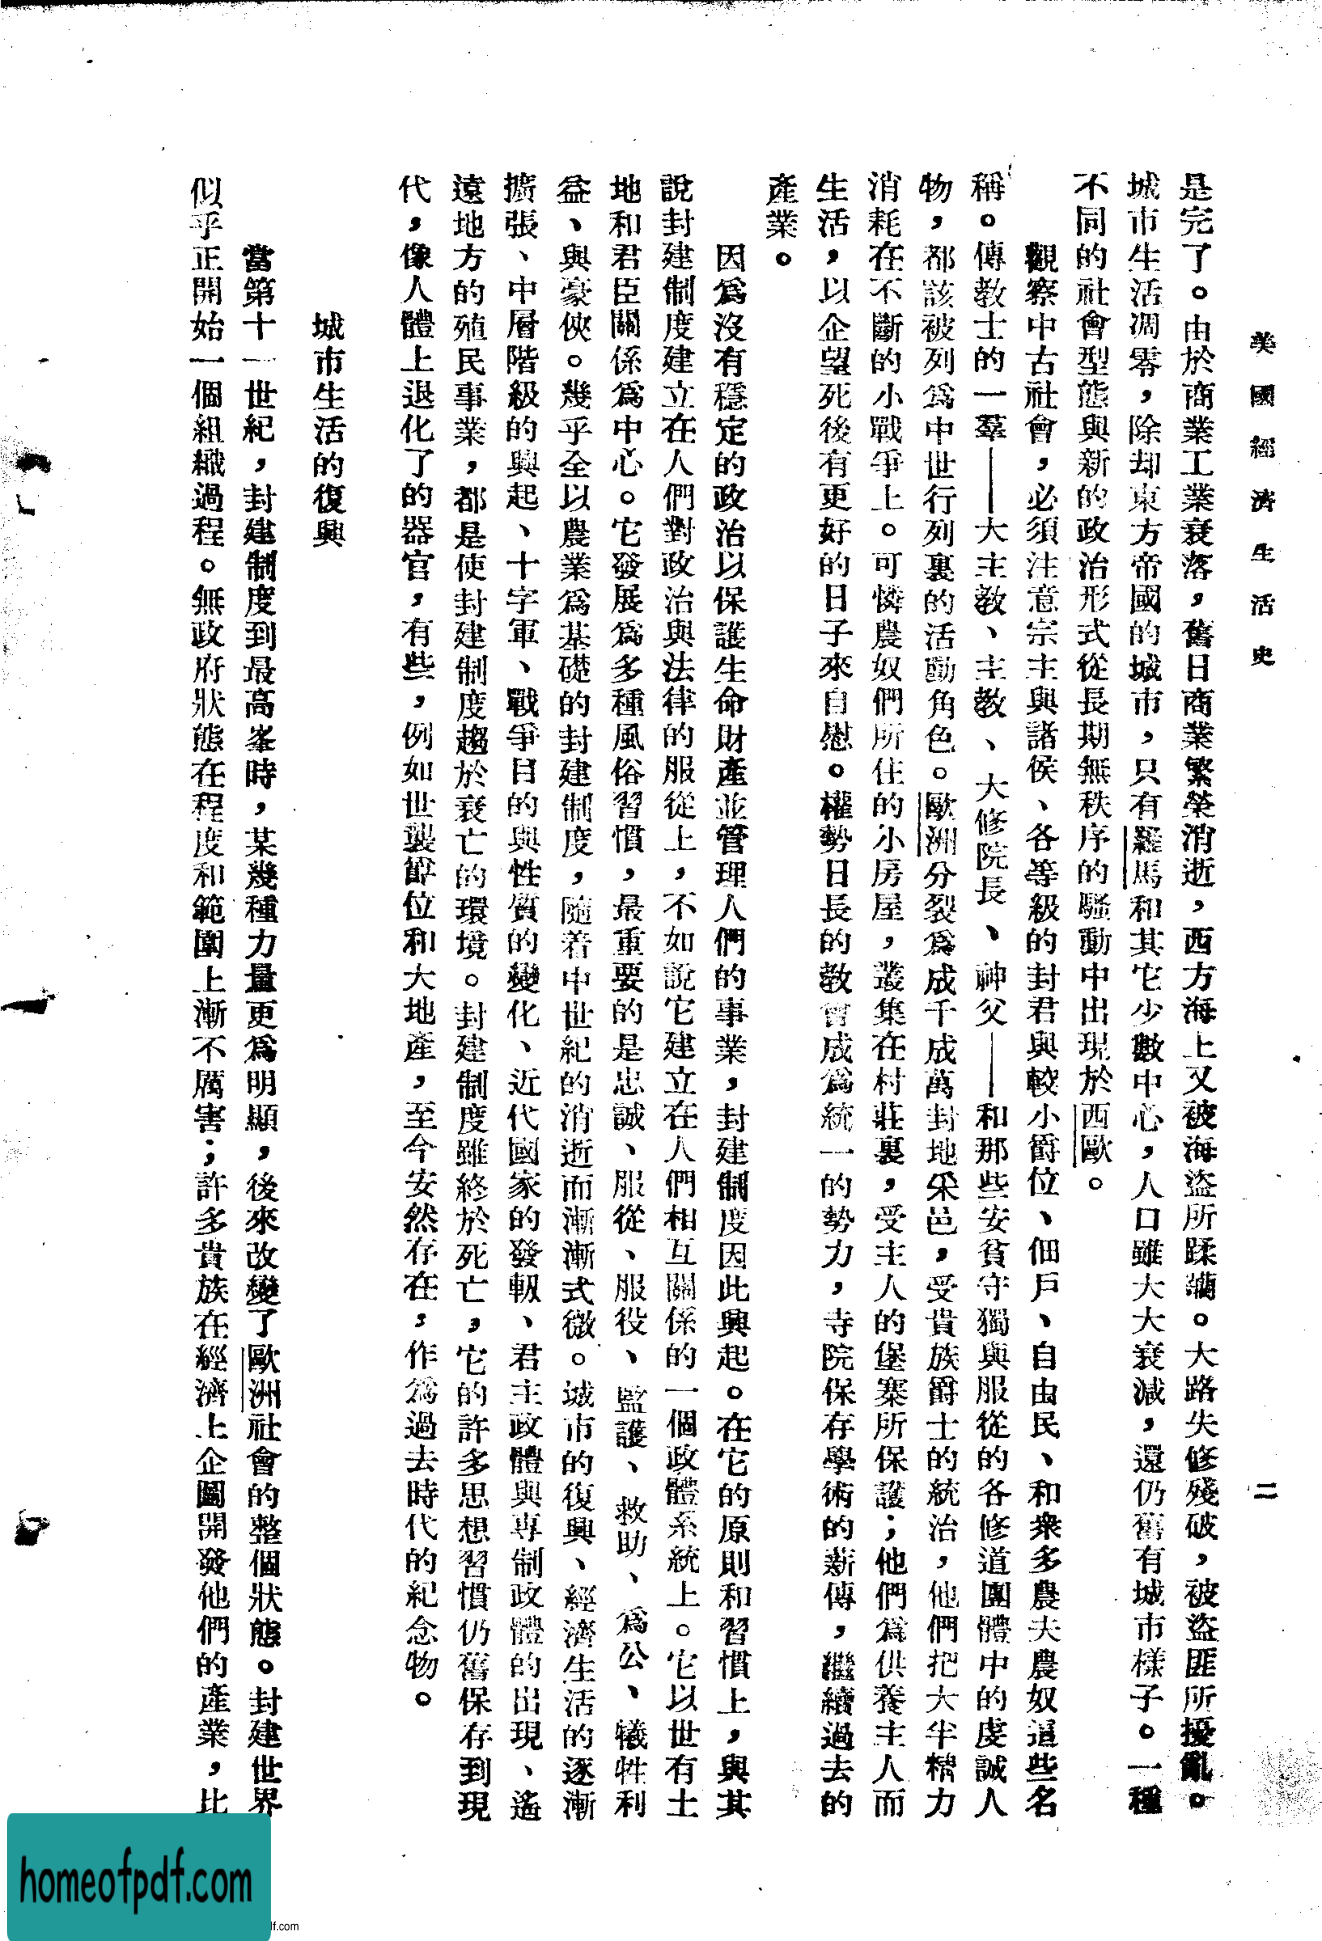 美國經濟生活史
二
是完了。由於商業工業衰落，舊日商業繁榮消逝，西方海上又被海盜所蹂躪。大路失修殘破，被盜匪所擾亂。
城市生活凋零，除却東方帝國的城市，只有羅馬和其它少數中心，人口雖大大衰減，還仍舊有城市樣子。一種
不同的社會型態與新的政治形式從長期無秩序的騷動中出現於西歐。
觀察中古社會，必須注意宗主與諸侯、各等級的封君與較小爵位、佃戶、自由民、和衆多農夫農奴這些名
稱。傳教士的一羣——大主教、主教、大修院長、神父——和那些安貧守獨與服從的各修道團體中的虔誠人
物，都該被列爲中世行列裏的活動角色。歐洲分裂爲成千成萬封地采邑，受貴族爵士的統治，他們把大半精力
消耗在不斷的小戰爭上。可憐農奴們所住的小房屋，叢集在村莊裏，受主人的堡寨所保護；他們爲供養主人而
生活，以企望死後有更好的日子來自慰。權勢日長的教會成爲統一的勢力，寺院保存學術的薪傳，繼續過去的
產業。
因爲沒有穩定的政治以保護生命財產並管理人們的事業，封建制度因此興起。在它的原則和習慣上，與其
說封建制度建立在人們對政治與法律的服從上，不如說它建立在人們相互關係的一個政體系統上。它以世有土
地和君臣關係爲中心。它發展爲多種風俗習慣，最重要的是忠誠、服從、服役、監護、救助、爲公、犧牲利
益、與豪俠。幾乎全以農業爲基礎的封建制度，隨着中世紀的消逝而漸漸式微。城市的復興、經濟生活的逐漸
擴張、中層階級的興起、十字軍、戰爭目的與性質的變化、近代國家的發軔、君主政體與專制政體的出現、遙
遠地方的殖民事業，都是使封建制度趨於衰亡的環境。封建制度雖終於死亡，它的許多思想習慣仍舊保存到現
代，像人體上退化了的器官，有些，例如世襲爵位和大地產，至今安然存在，作爲過去時代的紀念物。
城市生活的復興
當第十一世紀，封建制度到最高峯時，某幾種力量更爲明顯，後來改變了歐洲社會的整個狀態。封建世界
似乎正開始一個組織過程。無政府狀態在程度和範圍上漸不厲害；許多貴族在經濟上企圖開發他們的產業，比
homeofpdf.com
lf.com